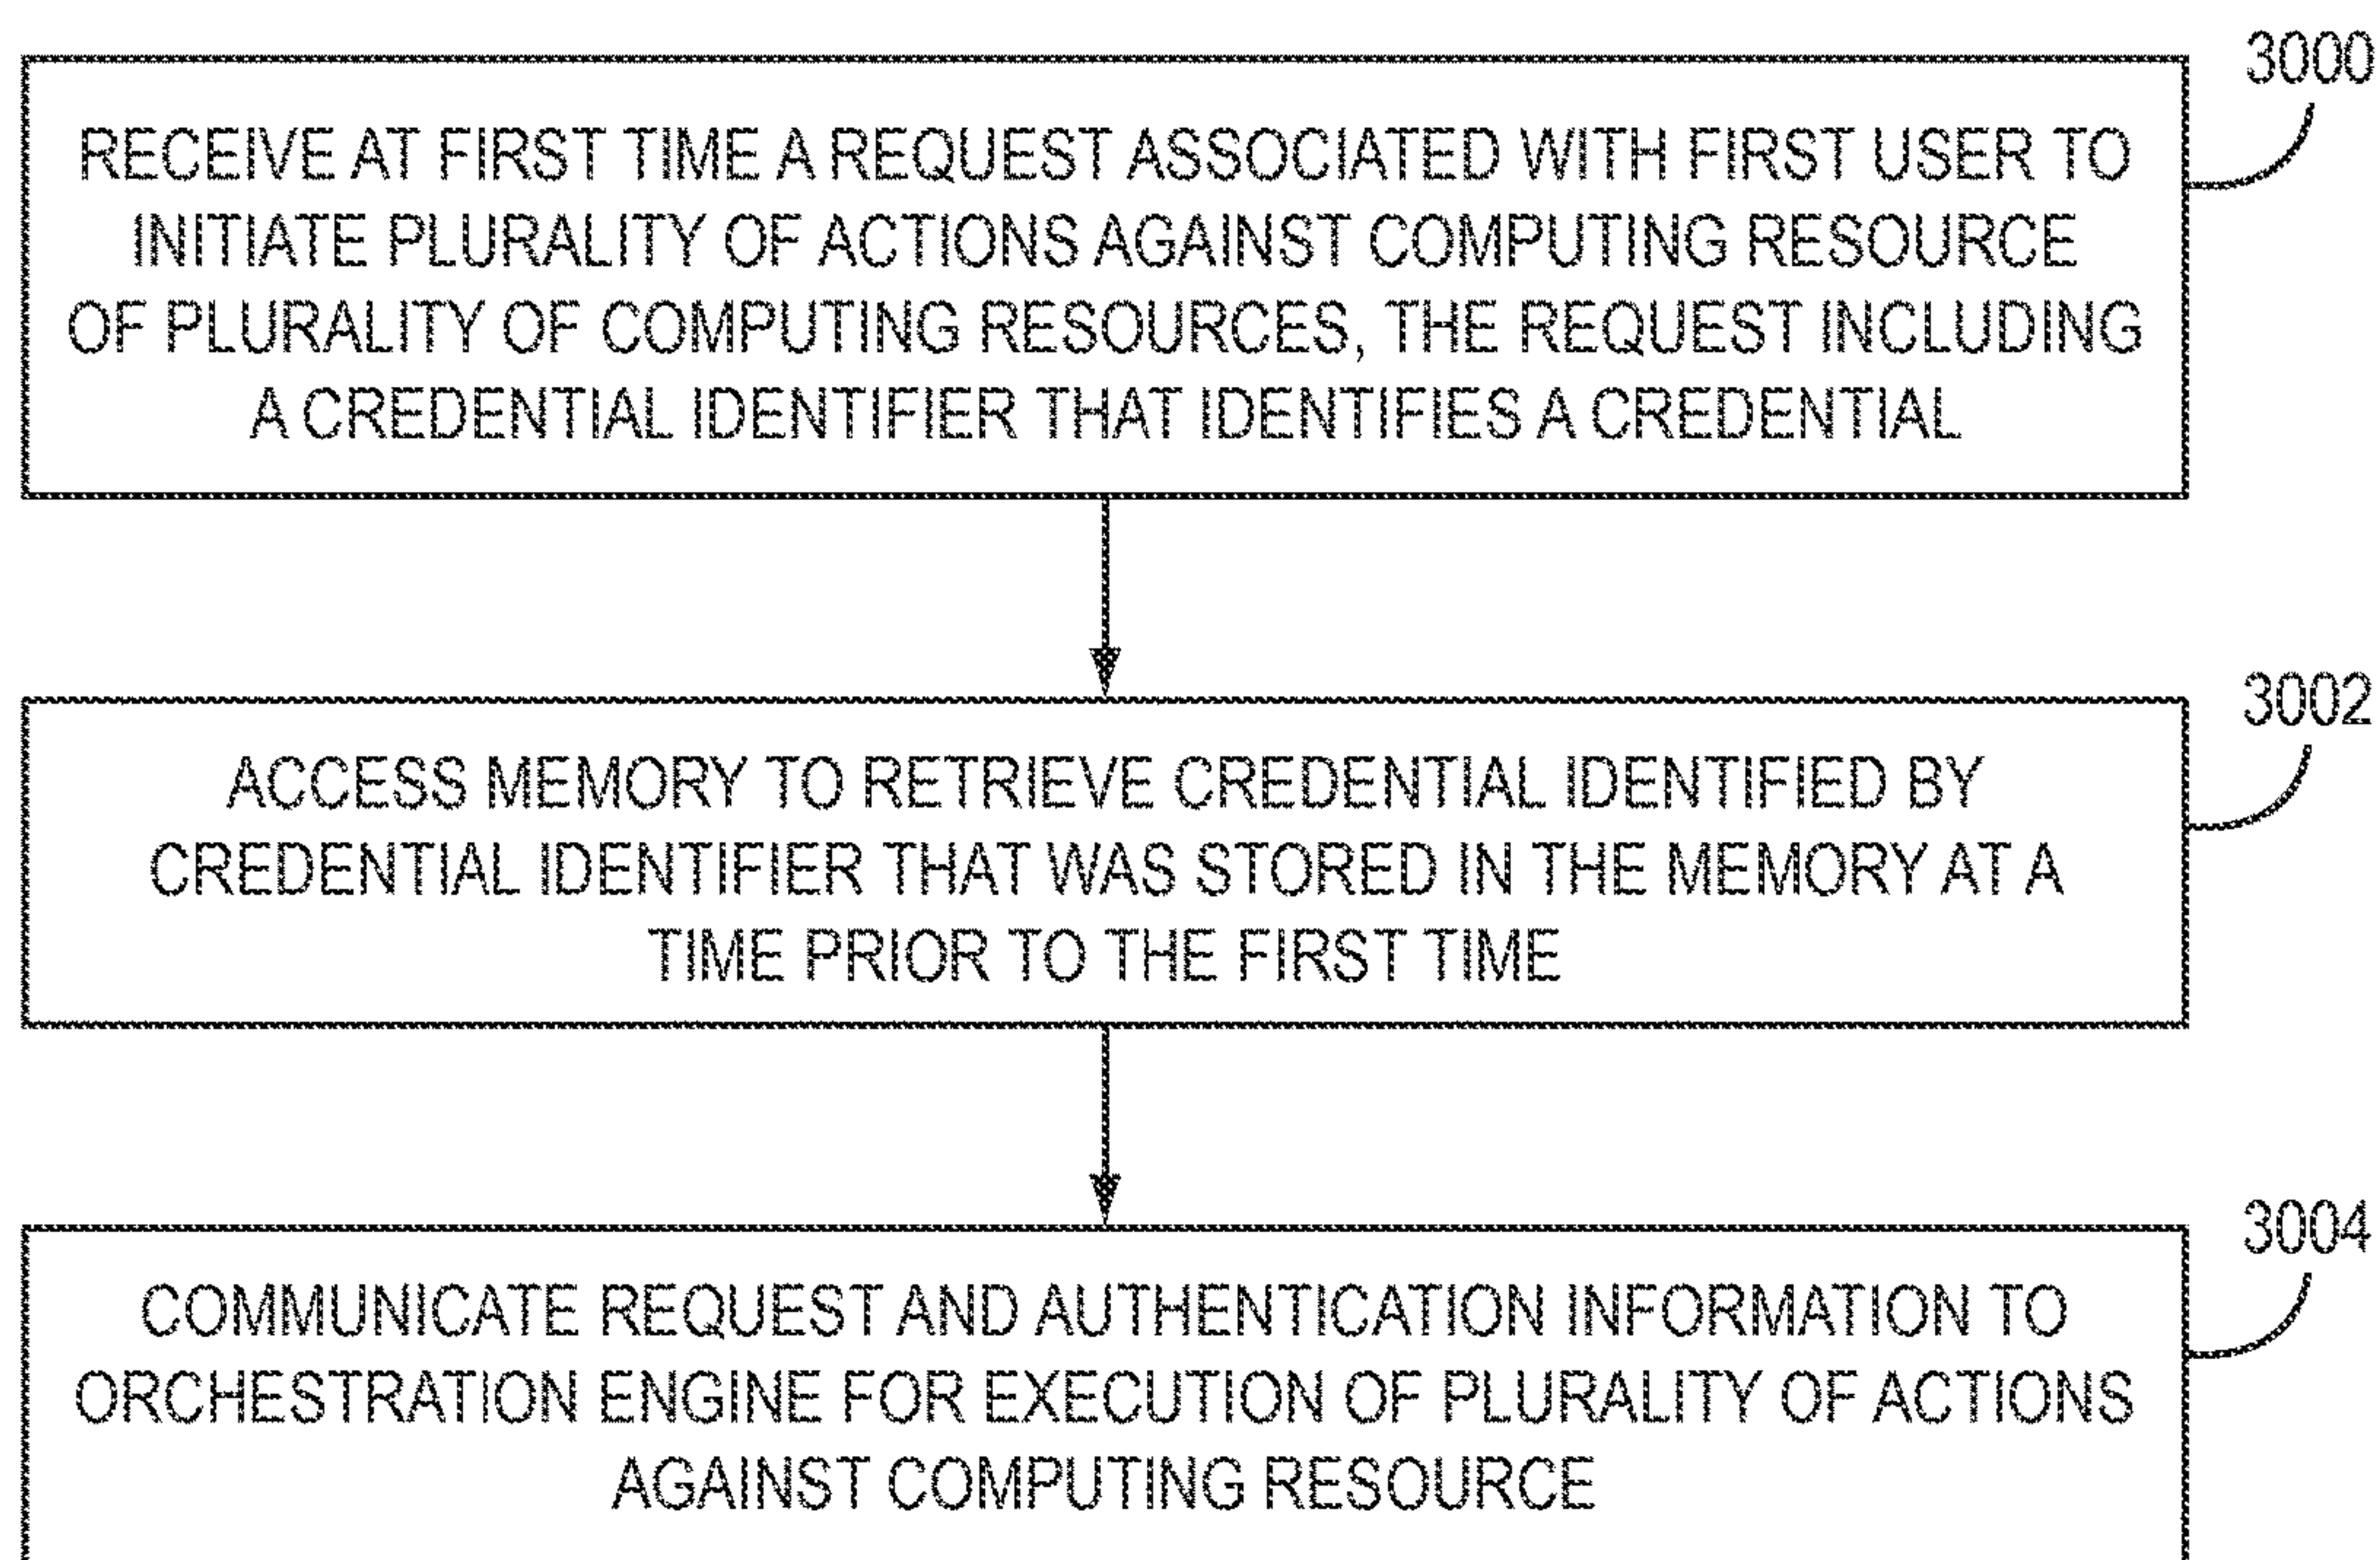 3000
RECEIVE AT FIRST TIME A REQUEST ASSOCIATED WITH FIRST USER TO
INITIATE PLURALITY OF ACTIONS AGAINST COMPUTING RESOURCE
OF PLURALITY OF COMPUTING RESOURCES, THE REQUEST INCLUDING
A CREDENTIAL IDENTIFIER THAT IDENTIFIES A CREDENTIAL
3002
ACCESS MEMORY TO RETRIEVE CREDENTIAL IDENTIFIED BY
CREDENTIAL IDENTIFIER THAT WAS STORED IN THE MEMORY AT A
TIME PRIOR TO THE FIRST TIME
3004
COMMUNICATE REQUEST AND AUTHENTICATION INFORMATION TO
ORCHESTRATION ENGINE FOR EXECUTION OF PLURALITY OF ACTIONS
AGAINST COMPUTING RESOURCE